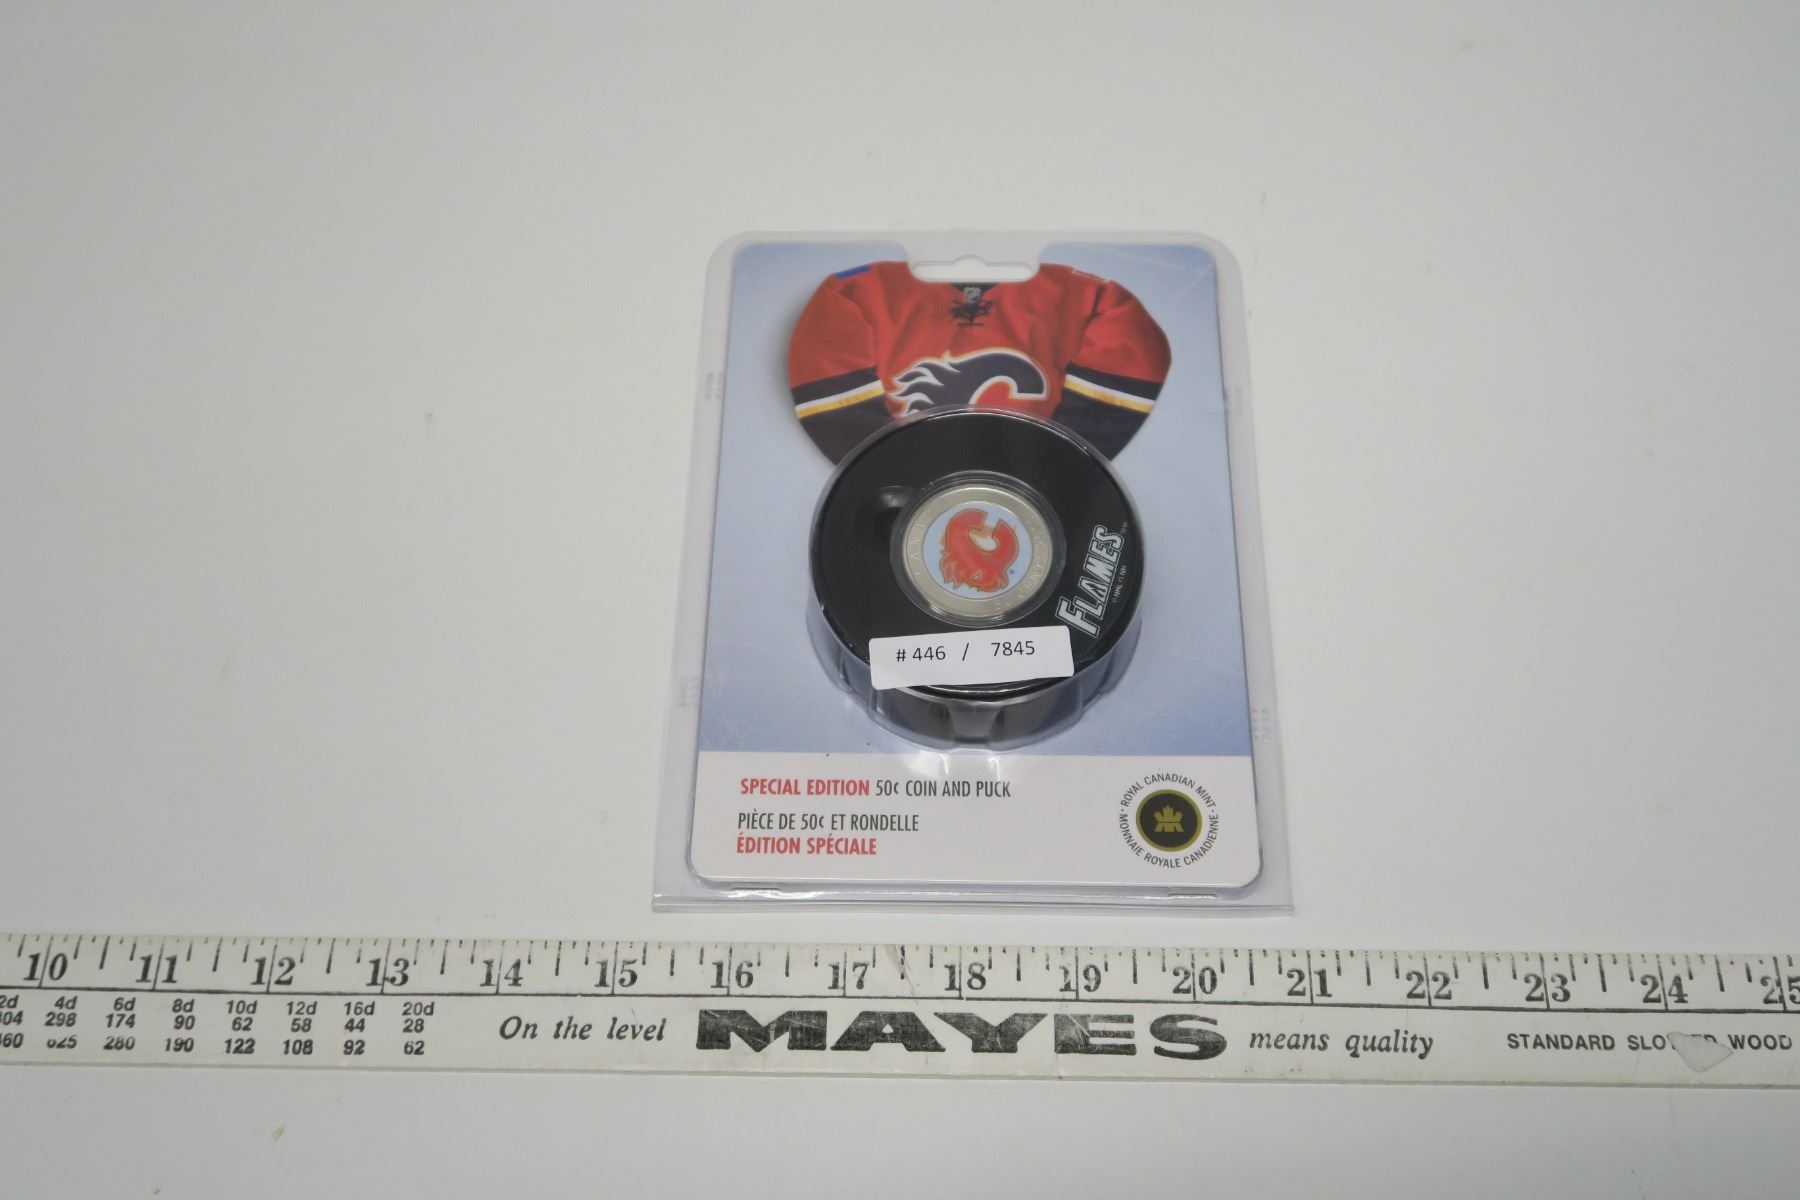 FLAMES
# 446 / 7845
SPECIAL EDITION 50¢ COIN AND PUCK
PIÈCE DE 50¢ ET RONDELLE
ÉDITION SPÉCIALE
ROYAL CANADIAN MINT • MONNAIE ROYALE CANADIENNE •
10 11 12 13 14 15 16 17 18 19 20 21 22 23 24 25
2d 4d 6d 8d 10d 12d 16d 20d
304 298 174 90 62 58 44 28
460 625 280 190 122 108 92 62
On the level MAYES means quality
STANDARD WOOD